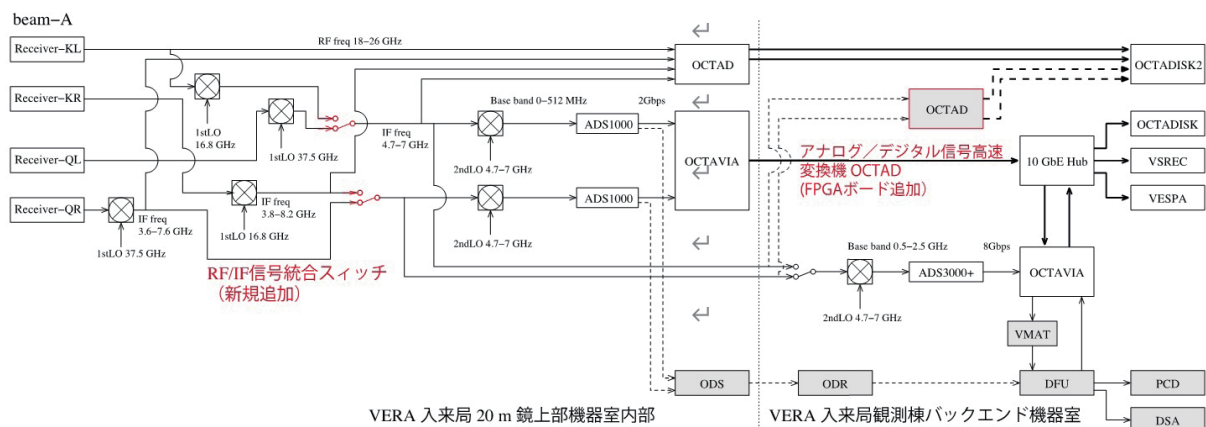 beam−A
Receiver−KL
RF freq 18−26 GHz
OCTAD
OCTADISK2
Receiver−KR
1stLO
16.8 GHz
1stLO 37.5 GHz
IF freq
4.7−7 GHz
Base band 0−512 MHz
ADS1000
2Gbps
2ndLO 4.7−7 GHz
OCTAVIA
OCTAD
アナログ／デジタル信号高速
変換機 OCTAD
(FPGAボード追加）
10 GbE Hub
OCTADISK
VSREC
VESPA
Receiver−QL
Receiver−QR
IF freq
3.6−7.6 GHz
1stLO 37.5 GHz
IF freq
3.8−8.2 GHz
1stLO 16.8 GHz
ADS1000
2ndLO 4.7−7 GHz
RF/IF信号統合スイッチ
（新規追加）
Base band 0.5−2.5 GHz
8Gbps
ADS3000+
OCTAVIA
2ndLO 4.7−7 GHz
VMAT
ODS
ODR
DFU
PCD
DSA
VERA 入来局 20 m 鏡上部機器室内部
VERA 入来局観測棟バックエンド機器室